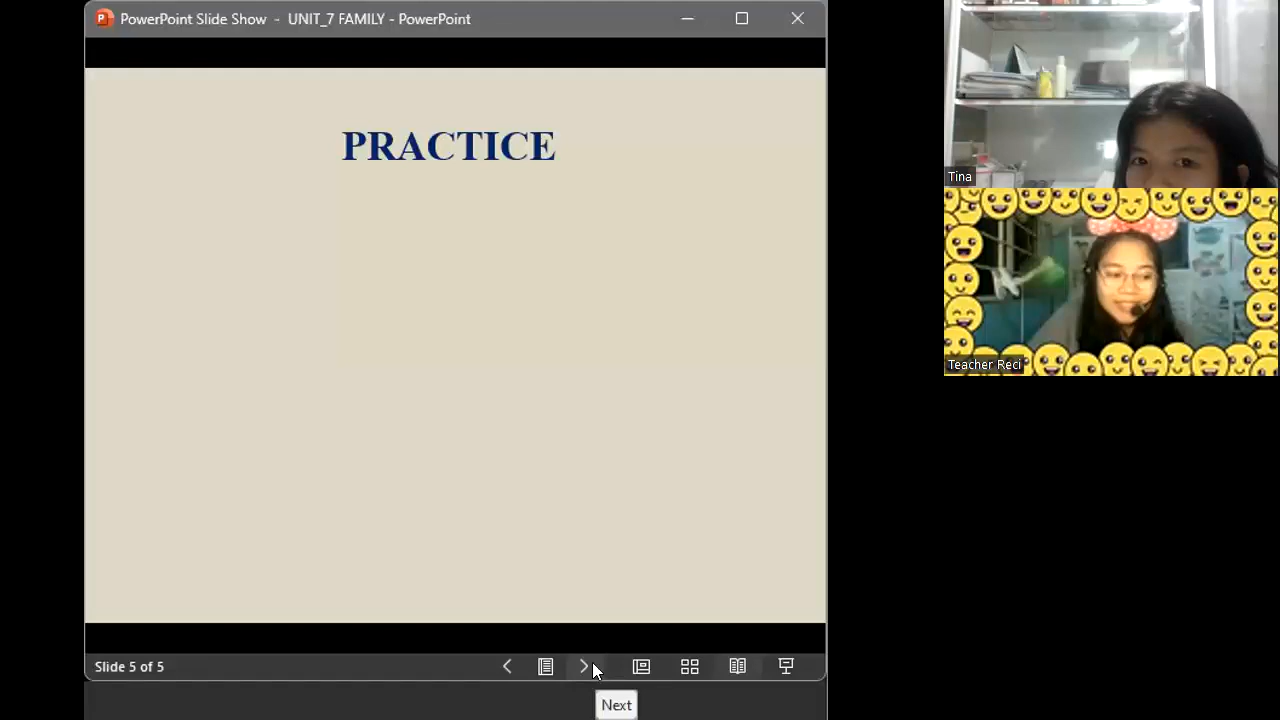 PowerPoint Slide Show - UNIT_7 FAMILY - PowerPoint
PRACTICE
Slide 5 of 5
Next
Tina
Teacher Reci